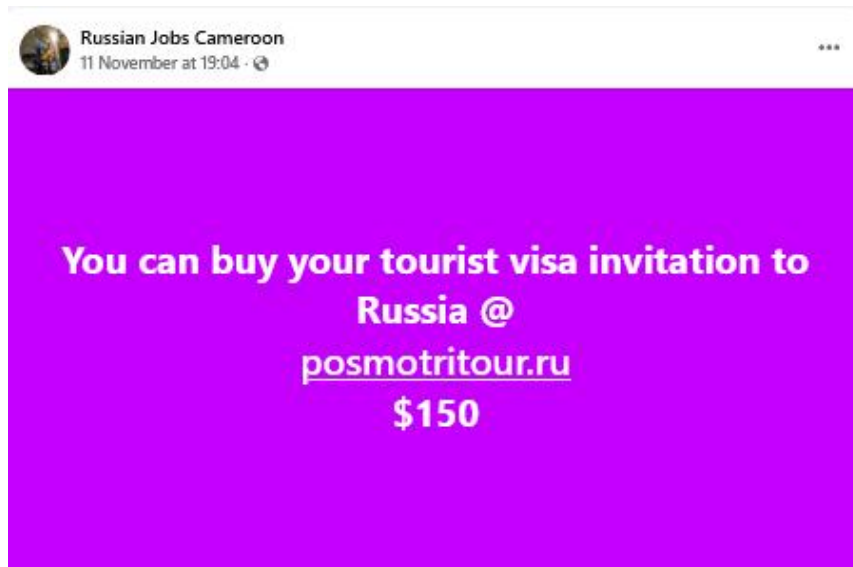 Russian Jobs Cameroon
11 November at 19:04 ·
You can buy your tourist visa invitation to
Russia @
posmotritour.ru
$150